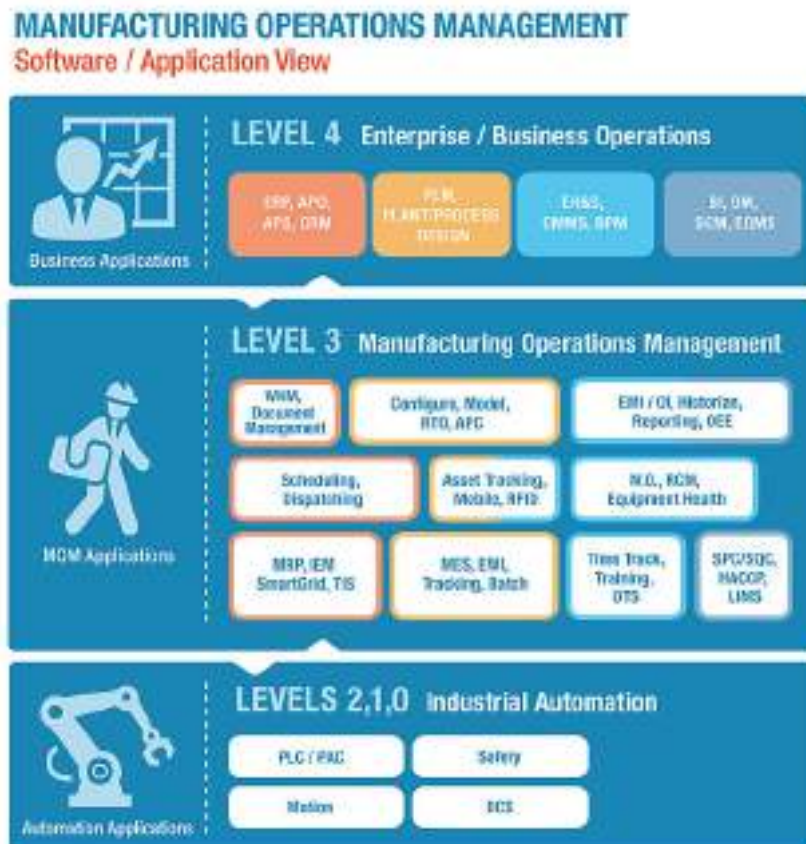 MANUFACTURING OPERATIONS MANAGEMENT
Software / Application View
LEVEL 4 Enterprise / Business Operations
ERP, APO,
APS, CRM
PLM,
PLANT/PROCESS
DESIGN
EH&S,
CMMS, BPM
BI, DM,
SCM, EQMS
Business Applications
LEVEL 3 Manufacturing Operations Management
Document
Management
Configure, Model,
RTO, APC
EMI / OI, Historian,
Reporting, OEE
Scheduling,
Dispatching
Asset Tracking,
Mobile, RFID
RCM,
Equipment Health
MRP, IEM
SmartGrid, TIS
MES, EWI,
Tracking, Batch
Time Track,
Training,
OTS
SPC/SQC,
HACCP,
LIMS
MOM Applications
LEVELS 2,1,0 Industrial Automation
PLC / PAC
Safety
Motion
DCS
Automation Applications